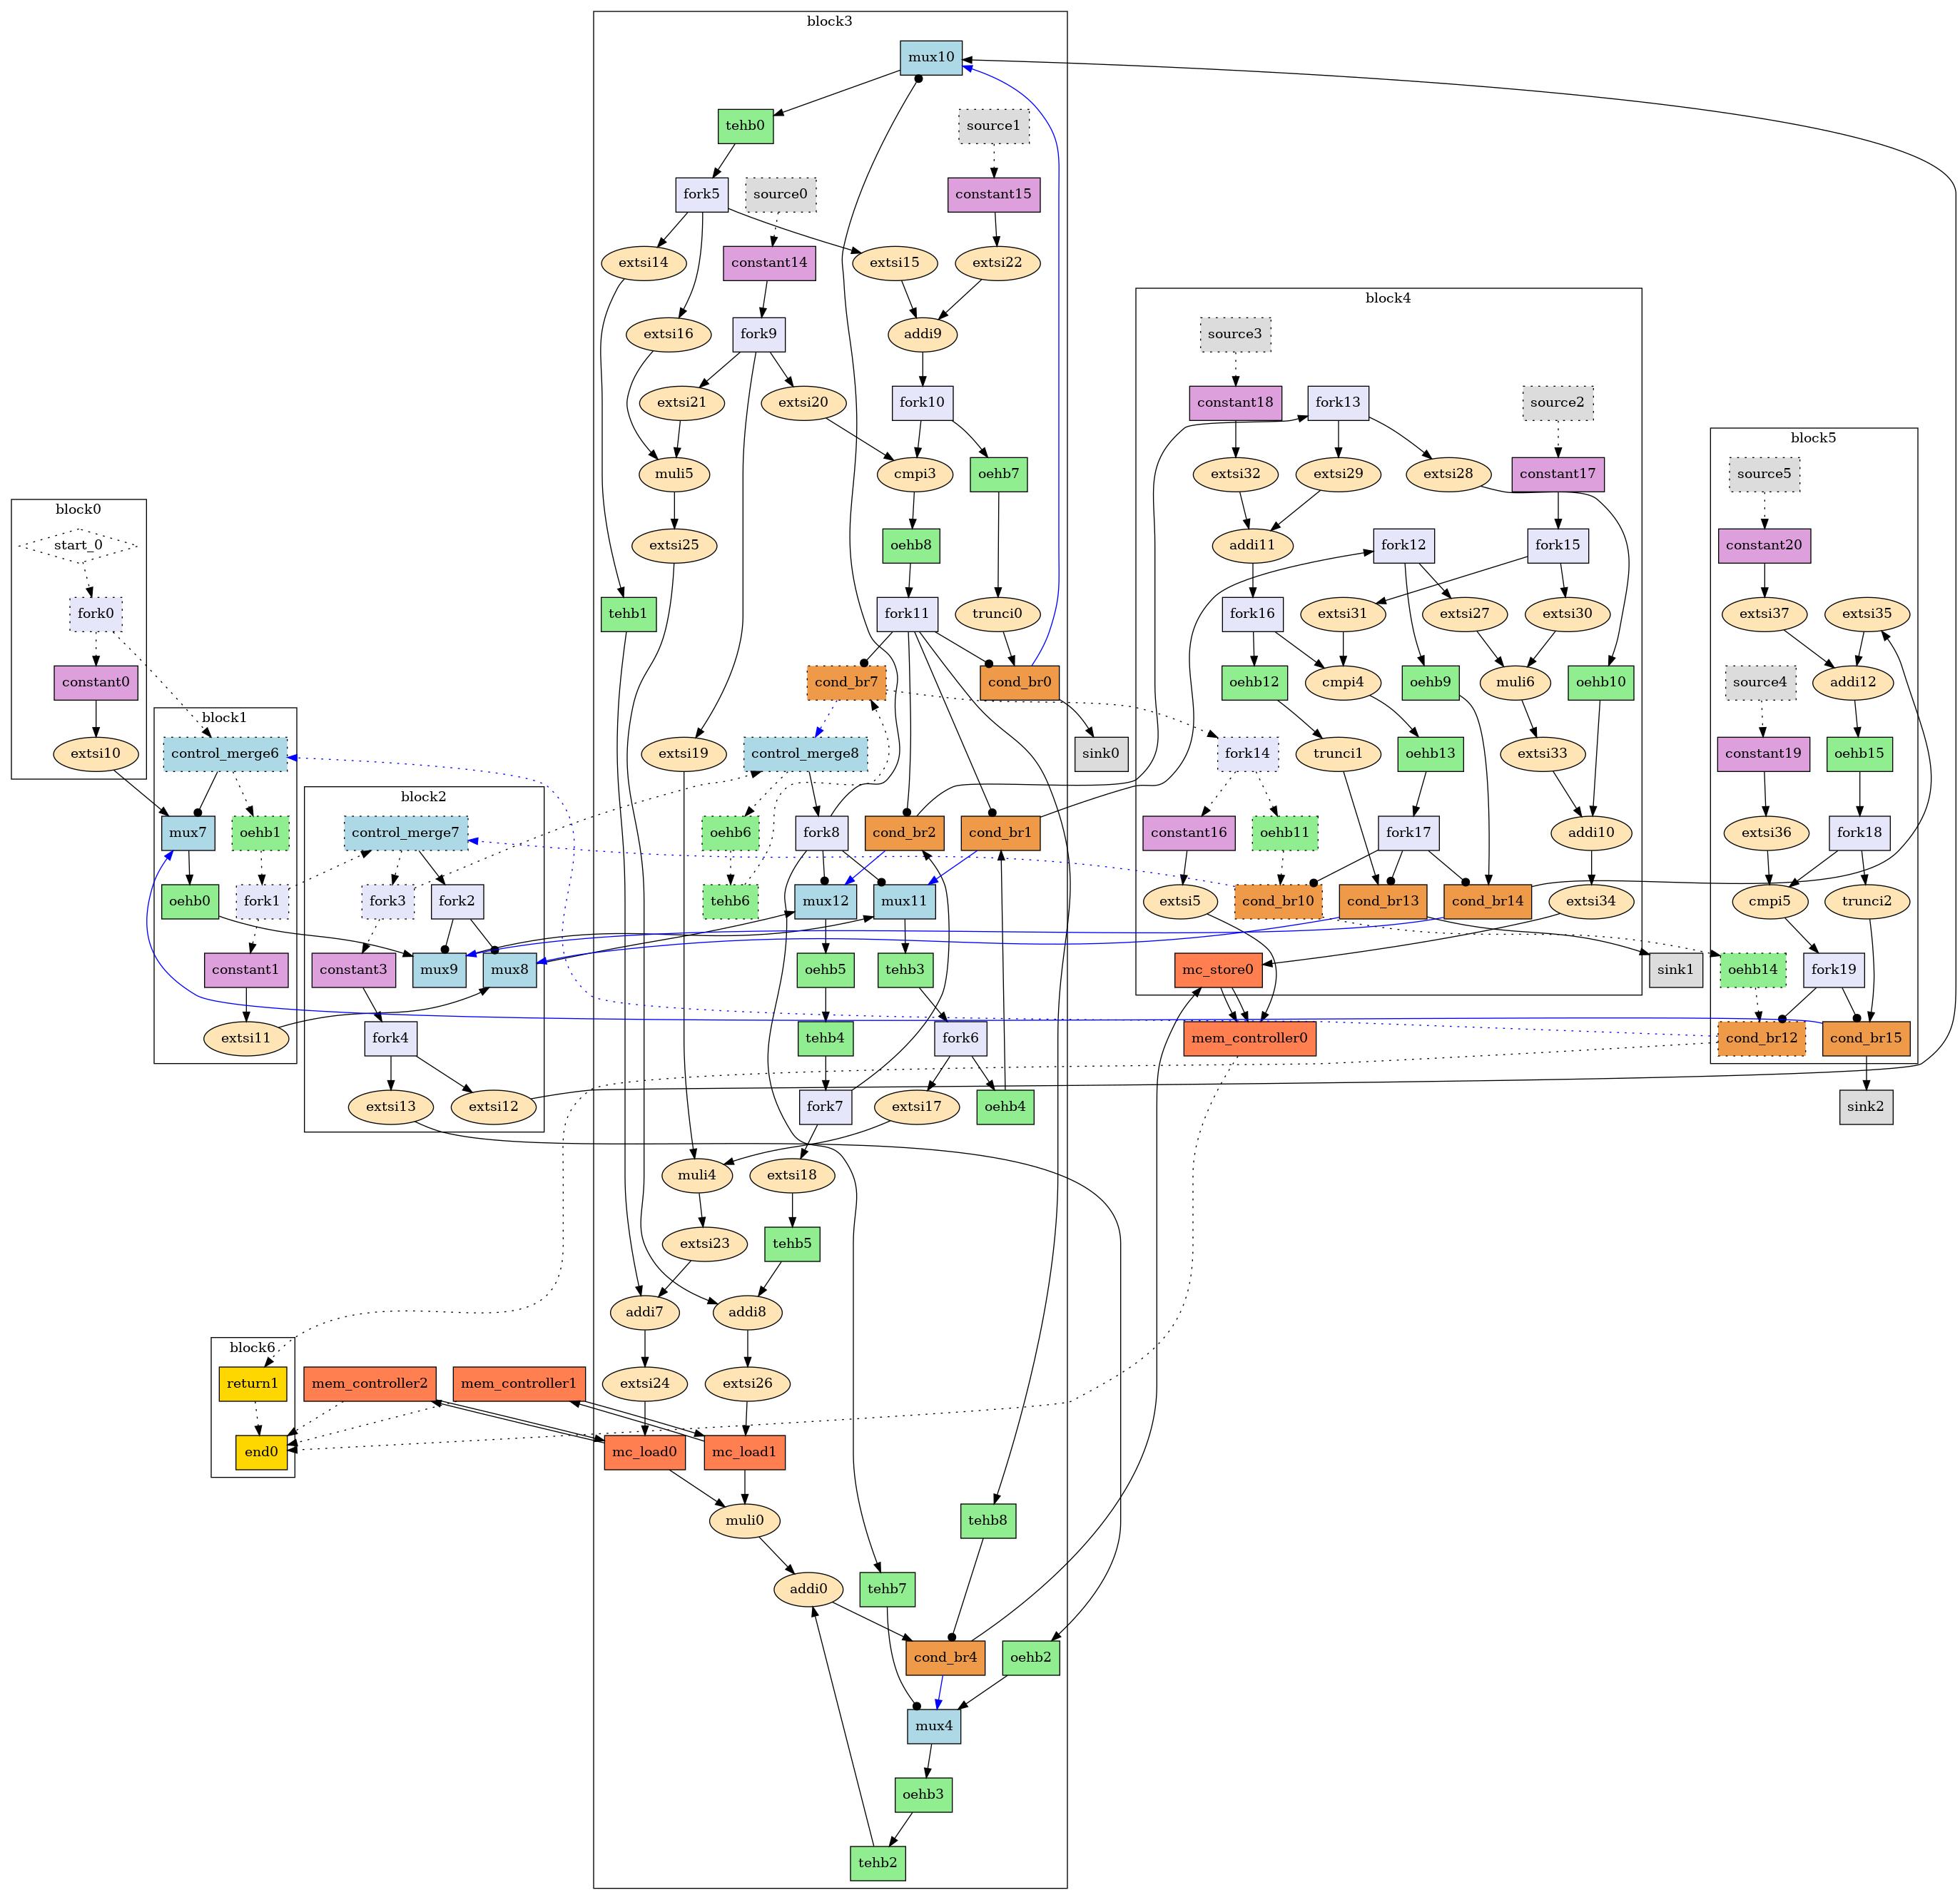 block3
mux10
tehb0
source1
fork5
source0
constant15
extsi14
constant14
extsi15
extsi22
extsi16
fork9
addi9
extsi21
extsi20
fork10
muli5
cmpi3
oehb7
extsi25
oehb8
tehb1
fork11
trunci0
cond_br7
cond_br0
extsi19
control_merge8
sink0
oehb6
fork8
cond_br2
cond_br1
tehb6
mux12
mux11
oehb5
tehb3
tehb4
fork6
fork7
extsi17
oehb4
muli4
extsi18
extsi23
tehb5
addi7
addi8
extsi24
extsi26
mc_load0
mc_load1
muli0
tehb8
addi0
tehb7
cond_br4
oehb2
mux4
oehb3
tehb2
block4
source3
constant18
fork13
source2
extsi32
extsi29
extsi28
constant17
addi11
fork12
fork15
fork16
extsi31
extsi27
extsi30
oehb12
cmpi4
oehb9
muli6
oehb10
fork14
trunci1
oehb13
extsi33
constant16
oehb11
fork17
addi10
extsi5
cond_br10
cond_br13
cond_br14
extsi34
mc_store0
sink1
mem_controller0
block5
source5
constant20
extsi37
extsi35
source4
addi12
constant19
oehb15
extsi36
fork18
cmpi5
trunci2
oehb14
fork19
cond_br12
cond_br15
sink2
block0
start_0
fork0
constant0
extsi10
block1
control_merge6
mux7
oehb1
oehb0
fork1
constant1
extsi11
block2
control_merge7
fork3
fork2
constant3
mux9
mux8
fork4
extsi13
extsi12
block6
return1
mem_controller2
mem_controller1
end0